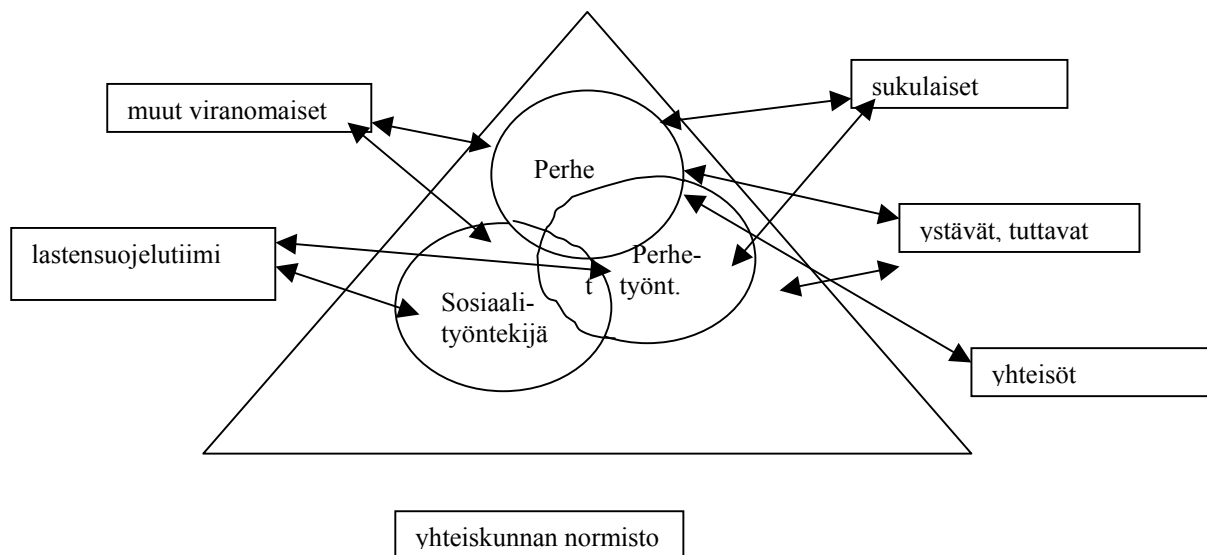 sukulaiset
muut viranomaiset
Perhe
ystävät, tuttavat
lastensuojelutiimi
Perhe-
t työnt.
Sosiaali-
työntekijä
yhteisöt
yhteiskunnan normisto